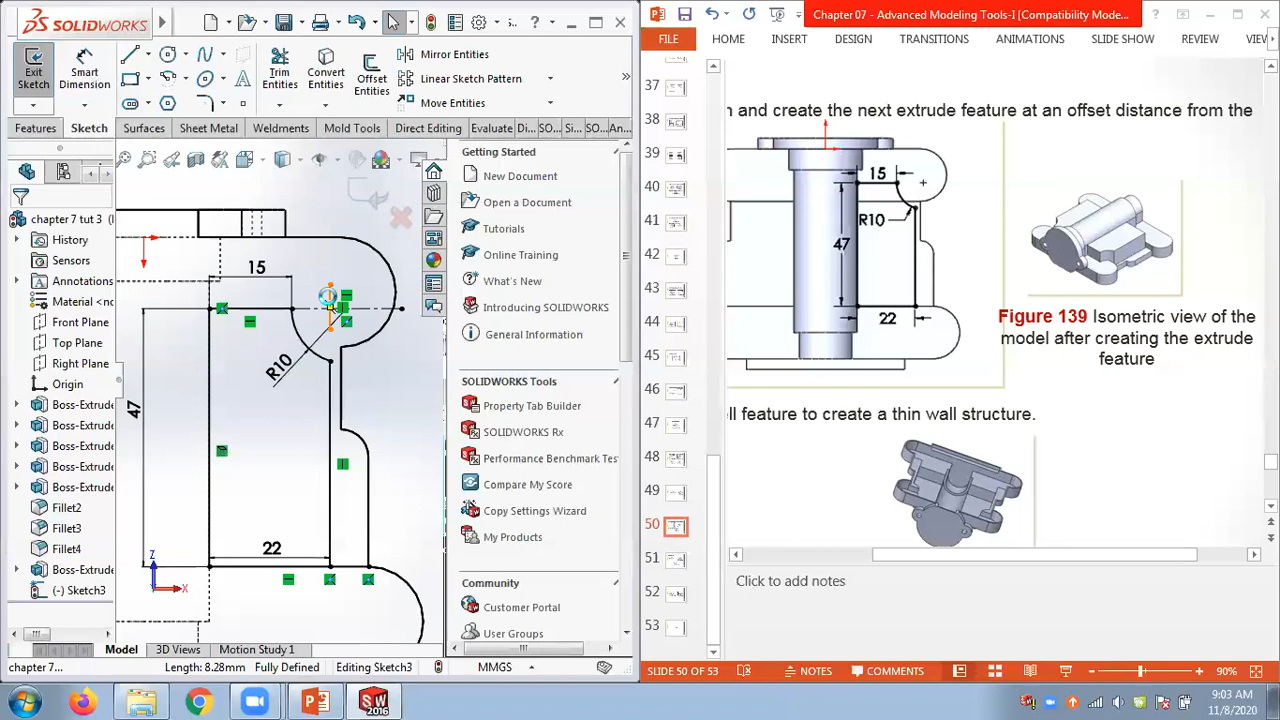 SOLIDWORKS
?
Exit
Sketch
Smart
Dimension
Trim
Entities
Convert
Entities
Offset
Entities
Mirror Entities
Linear Sketch Pattern
Move Entities
Features
Sketch
Surfaces
Sheet Metal
Weldments
Mold Tools
Direct Editing
Evaluate
Di...
SO...
Si...
SO...
An...
chapter 7 tut 3 (
History
Sensors
Annotations
Material <no
Front Plane
Top Plane
Right Plane
Origin
Boss-Extrude
Boss-Extrude
Boss-Extrude
Boss-Extrude
Boss-Extrude
Fillet2
Fillet3
Fillet4
Boss-Extrude
(-) Sketch3
15
R10
47
22
Z
X
Getting Started
New Document
Open a Document
Tutorials
Online Training
What's New
Introducing SOLIDWORKS
General Information
SOLIDWORKS Tools
Property Tab Builder
SOLIDWORKS Rx
Performance Benchmark Test
Compare My Score
Copy Settings Wizard
My Products
Community
Customer Portal
User Groups
Model
3D Views
Motion Study 1
chapter 7...
Length: 8.28mm
Fully Defined
Editing Sketch3
MMGS
Chapter 07 - Advanced Modeling Tools-I [Compatibility Mode...
?
FILE
HOME
INSERT
DESIGN
TRANSITIONS
ANIMATIONS
SLIDE SHOW
REVIEW
VIEW
37
38
39
40
41
42
43
44
45
46
47
48
49
50
51
52
53
n and create the next extrude feature at an offset distance from the
15
R10
47
22
Figure 139 Isometric view of the
model after creating the extrude
feature
ll feature to create a thin wall structure.
Click to add notes
SLIDE 50 OF 53
NOTES
COMMENTS
90%
SW
2016
9:03 AM
11/8/2020